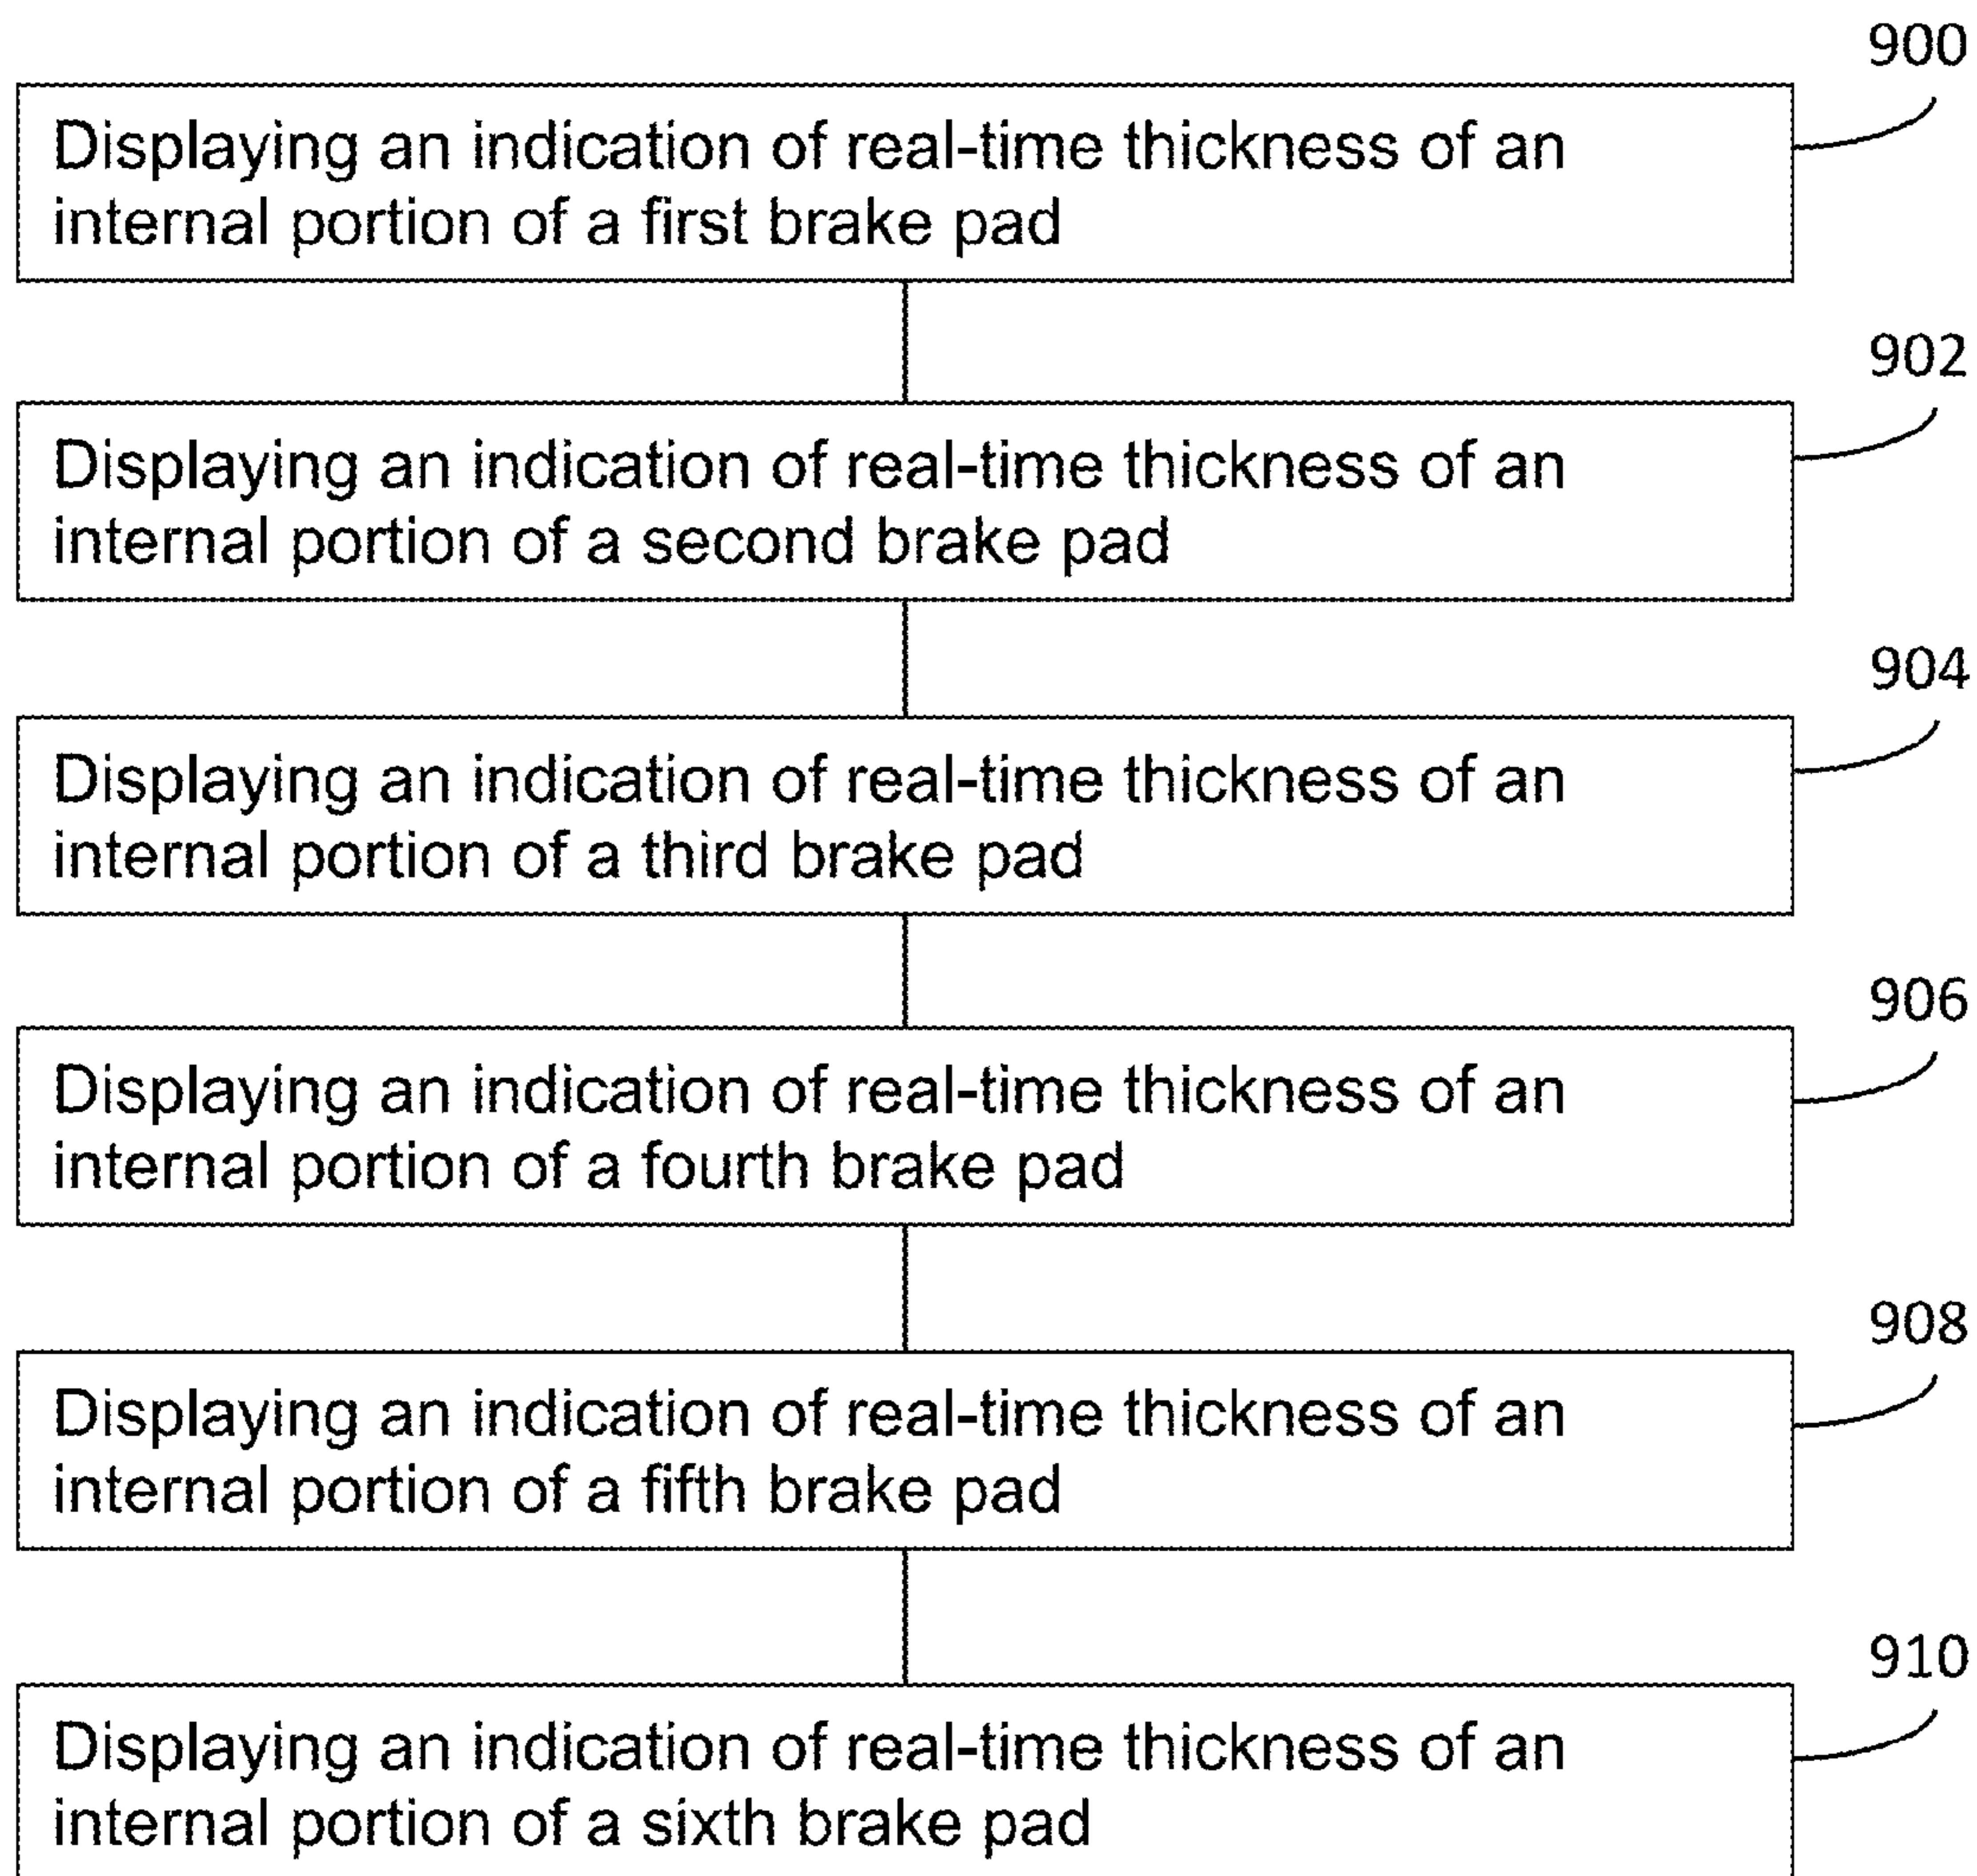 900
Displaying an indication of real-time thickness of an
internal portion of a first brake pad
902
Displaying an indication of real-time thickness of an
internal portion of a second brake pad
904
Displaying an indication of real-time thickness of an
internal portion of a third brake pad
906
Displaying an indication of real-time thickness of an
internal portion of a fourth brake pad
908
Displaying an indication of real-time thickness of an
internal portion of a fifth brake pad
910
Displaying an indication of real-time thickness of an
internal portion of a sixth brake pad